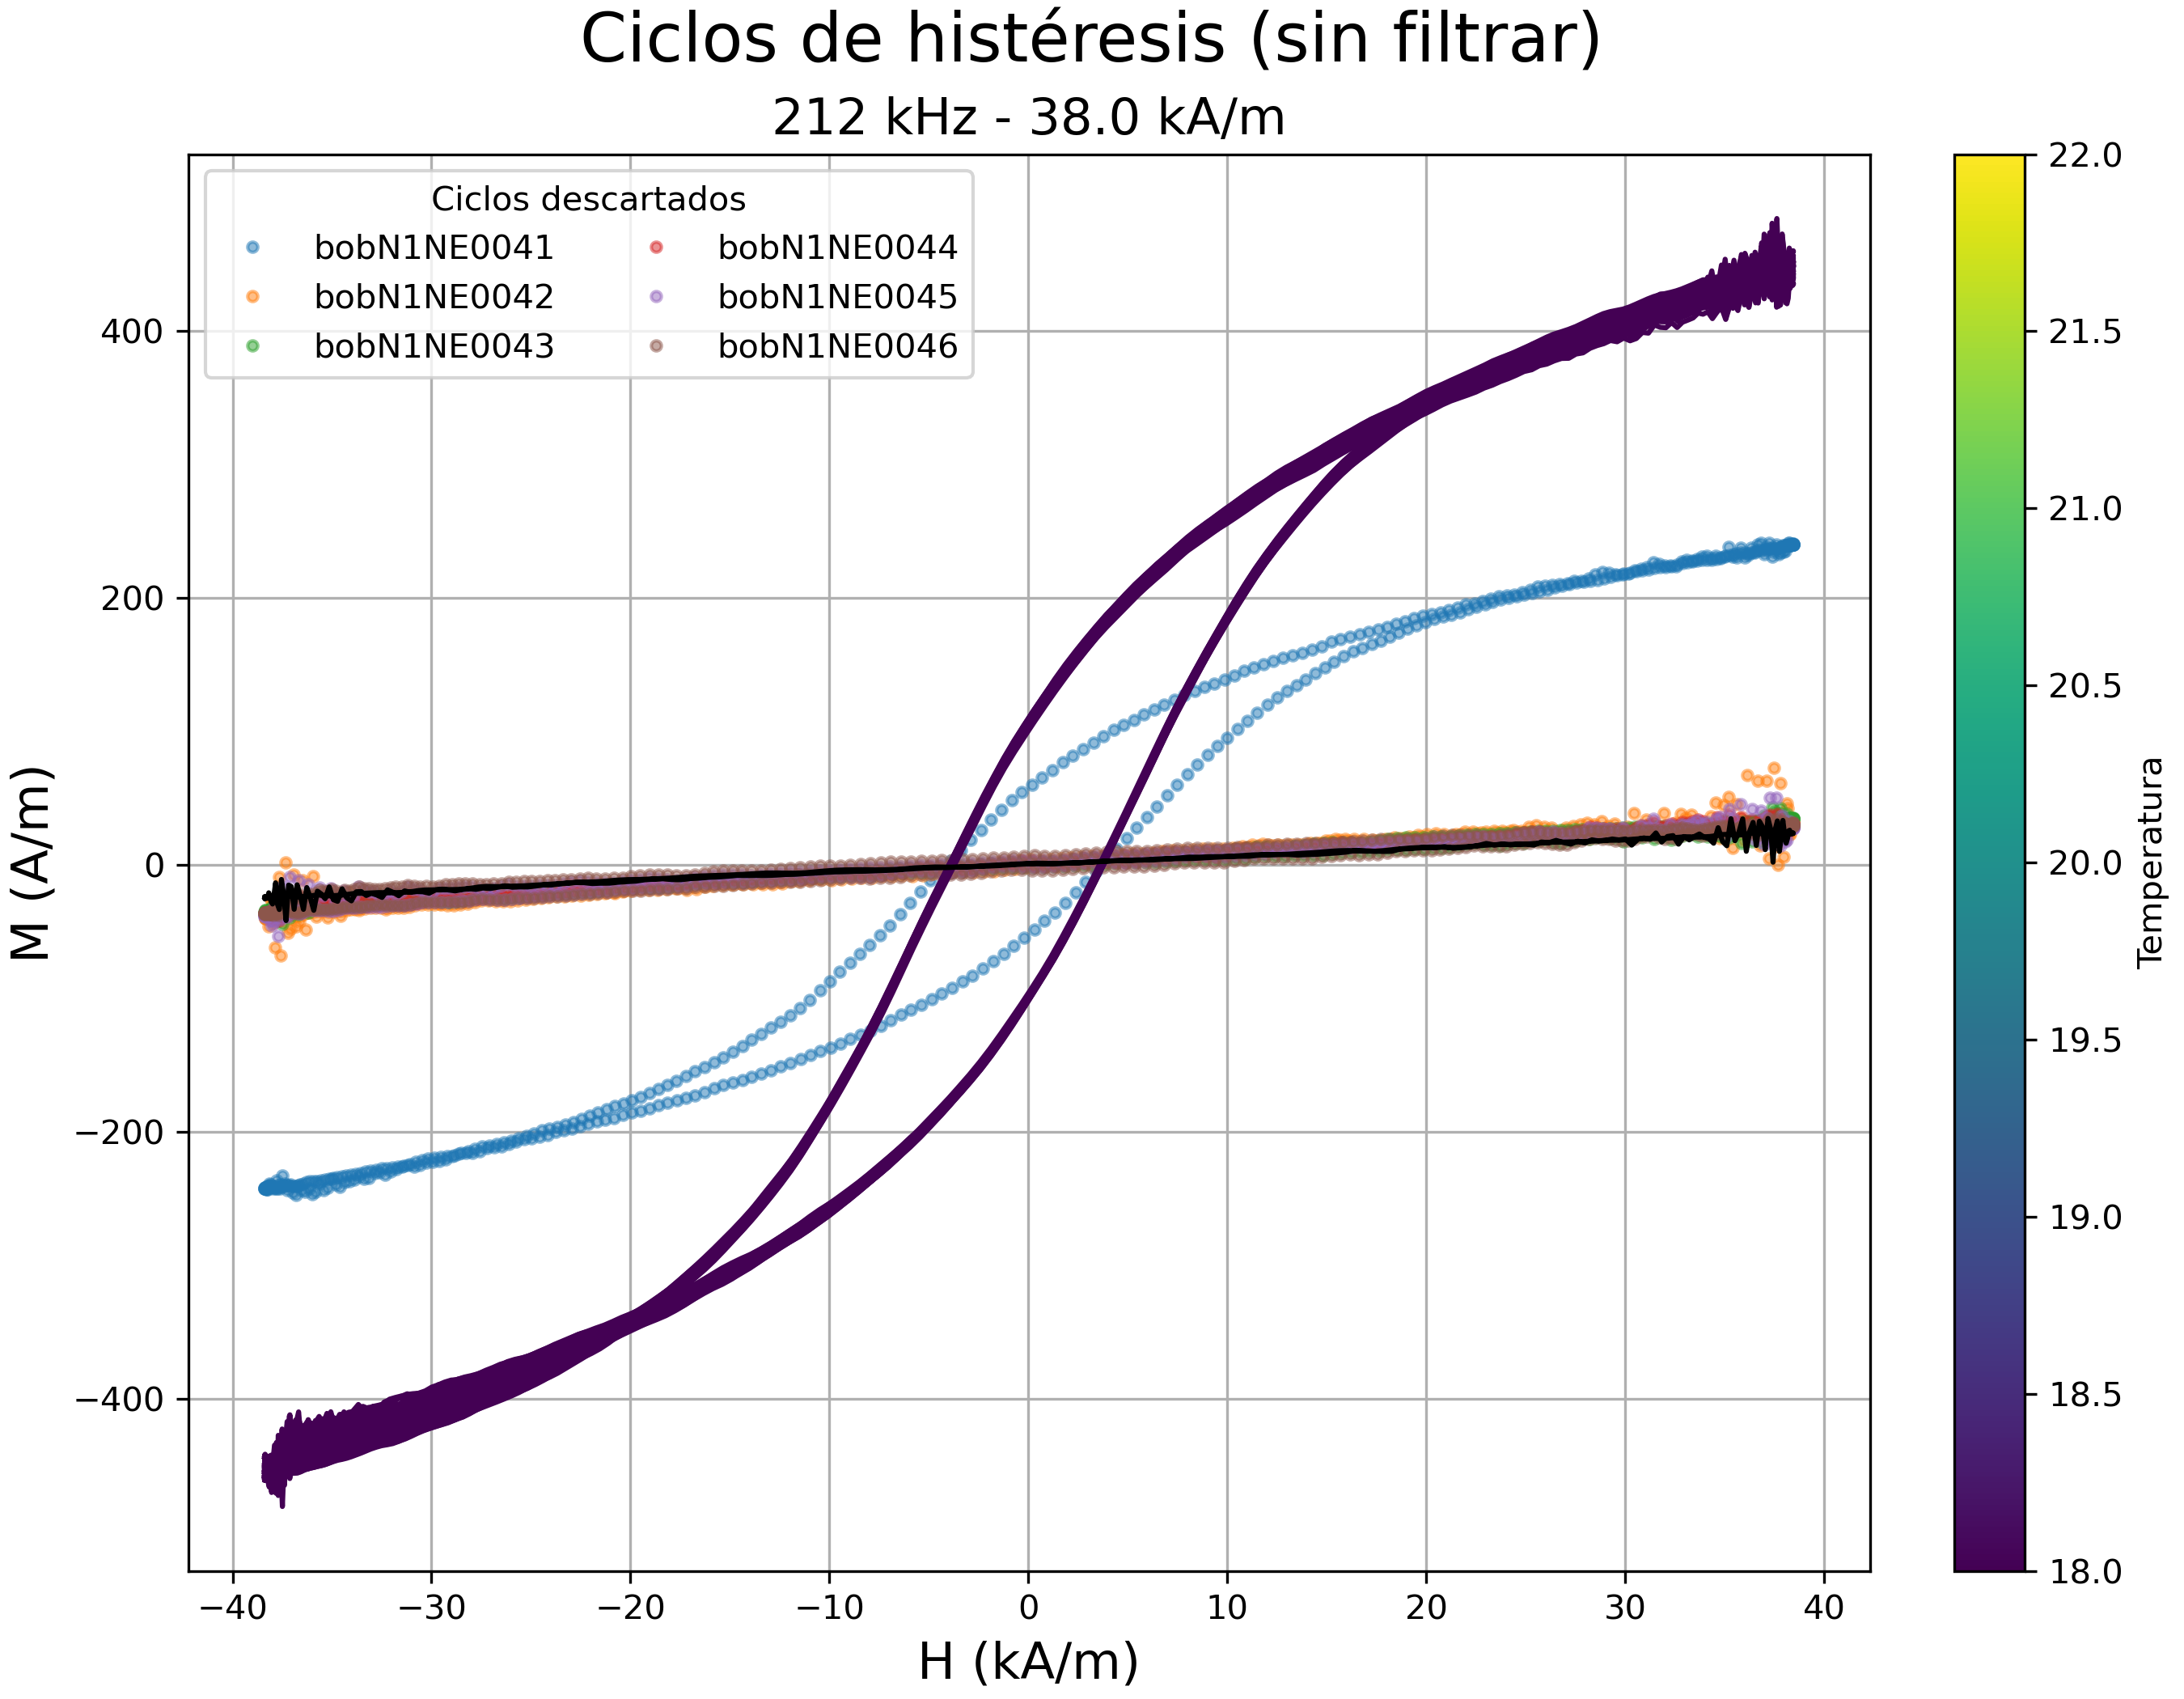 Ciclos de histéresis (sin filtrar)
212 kHz - 38.0 kA/m
Ciclos descartados
bobN1NE0041
bobN1NE0042
bobN1NE0043
bobN1NE0044
bobN1NE0045
bobN1NE0046
M (A/m)
400
200
0
−200
−400
−40
−30
−20
−10
0
10
20
30
40
H (kA/m)
22.0
21.5
21.0
20.5
20.0
19.5
19.0
18.5
18.0
Temperatura